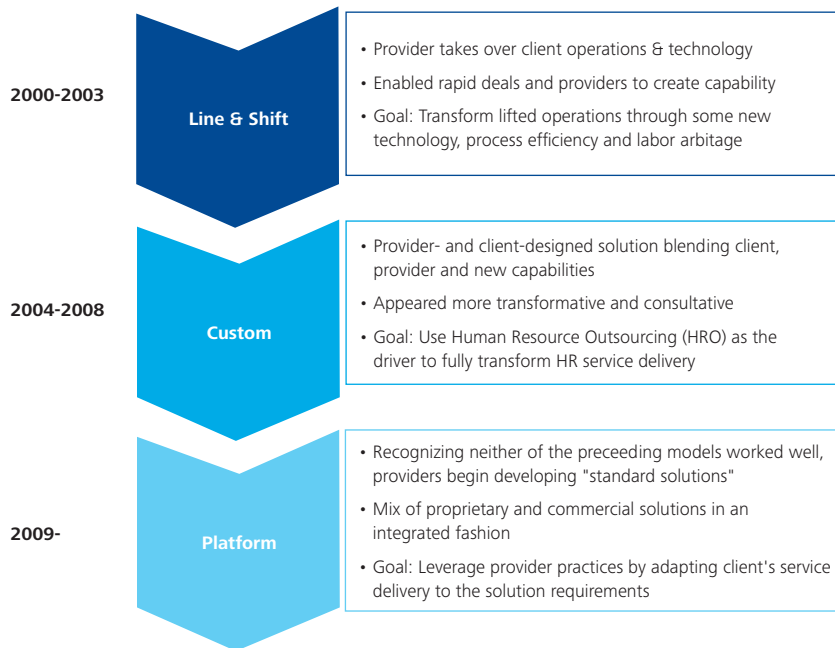 2000-2003
Line & Shift
• Provider takes over client operations & technology
• Enabled rapid deals and providers to create capability
• Goal: Transform lifted operations through some new
technology, process efficiency and labor arbitage
2004-2008
Custom
• Provider- and client-designed solution blending client,
provider and new capabilities
• Appeared more transformative and consultative
• Goal: Use Human Resource Outsourcing (HRO) as the
driver to fully transform HR service delivery
2009-
Platform
• Recognizing neither of the preceeding models worked well,
providers begin developing "standard solutions"
• Mix of proprietary and commercial solutions in an
integrated fashion
• Goal: Leverage provider practices by adapting client's service
delivery to the solution requirements